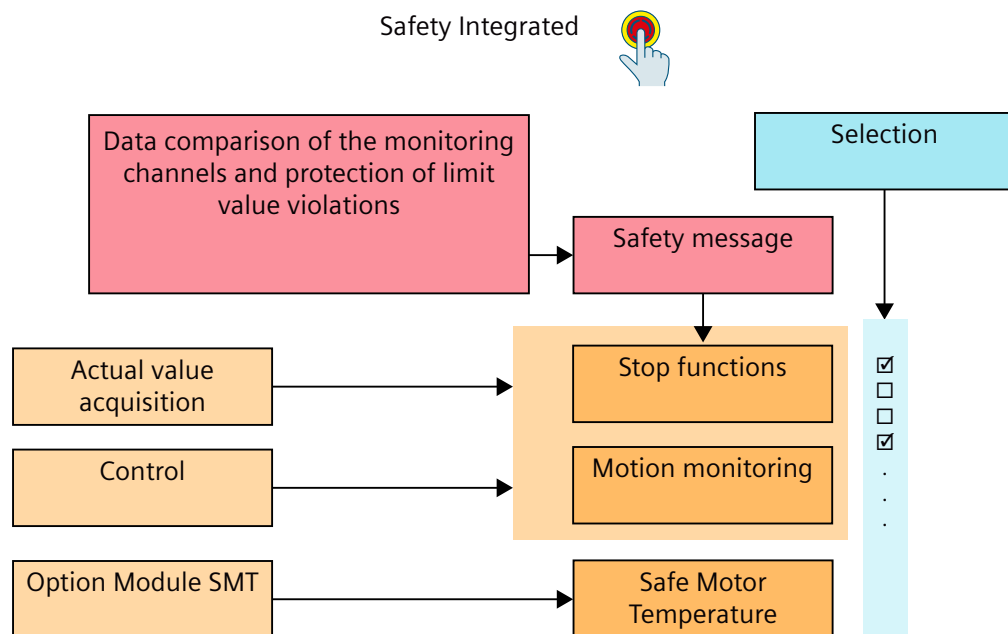 Safety Integrated
Data comparison of the monitoring
channels and protection of limit
value violations
Selection
Safety message
Actual value
acquisition
Stop functions
Control
Motion monitoring
Option Module SMT
Safe Motor
Temperature